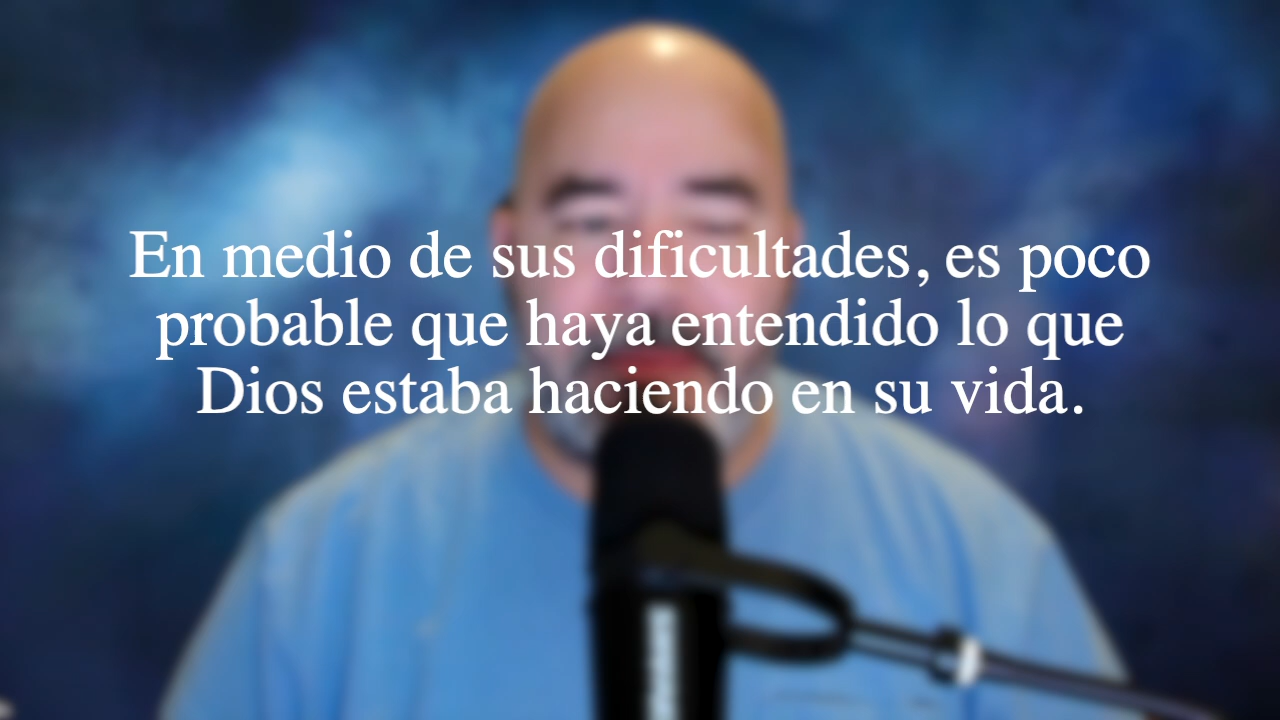 En medio de sus dificultades, es poco
probable que haya entendido lo que
Dios estaba haciendo en su vida.